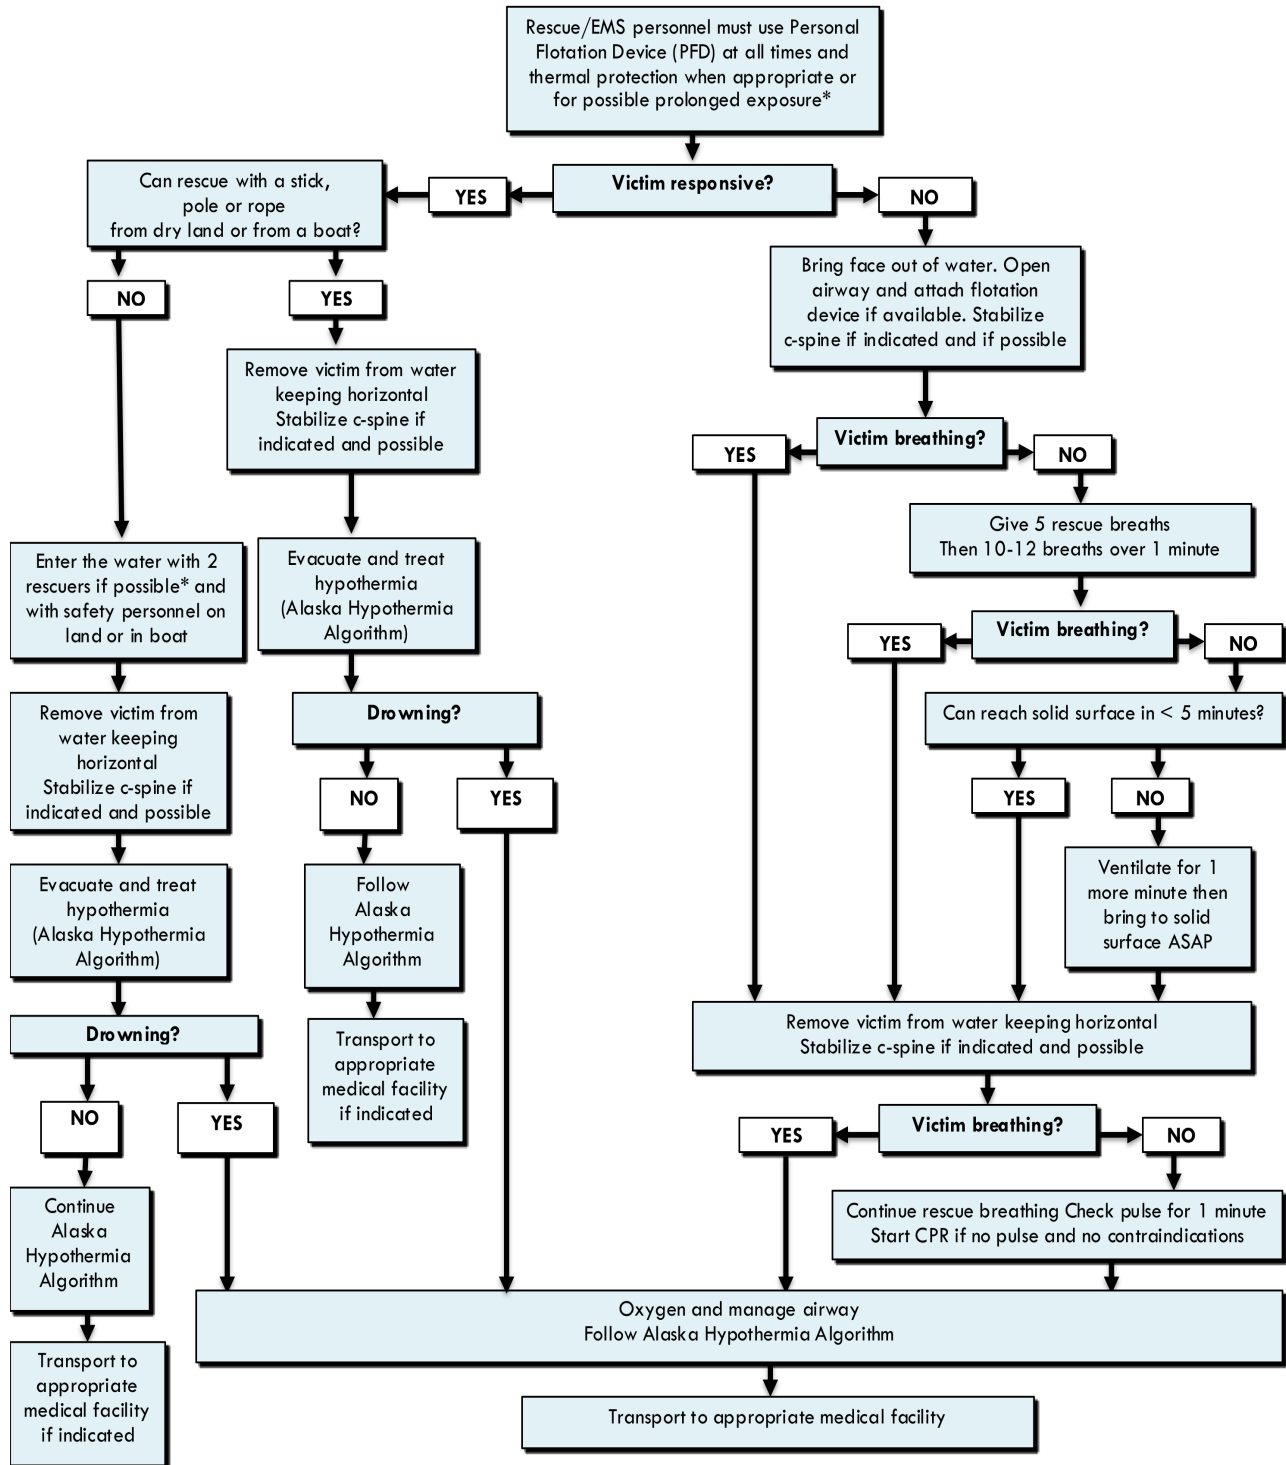 Rescue/EMS personnel must use Personal
Flotation Device (PFD) at all times and
thermal protection when appropriate or
for possible prolonged exposure*
Victim responsive?
YES
NO
Can rescue with a stick,
pole or rope
from dry land or from a boat?
NO
YES
Enter the water with 2
rescuers if possible* and
with safety personnel on
land or in boat
Remove victim from
water keeping
horizontal
Stabilize c-spine if
indicated and possible
Evacuate and treat
hypothermia
(Alaska Hypothermia
Algorithm)
Drowning?
NO
YES
Continue
Alaska
Hypothermia
Algorithm
Transport to
appropriate
medical facility
if indicated
Remove victim from water
keeping horizontal
Stabilize c-spine if
indicated and possible
Evacuate and treat
hypothermia
(Alaska Hypothermia
Algorithm)
Drowning?
NO
YES
Follow
Alaska
Hypothermia
Algorithm
Transport to
appropriate
medical facility
if indicated
Bring face out of water. Open
airway and attach flotation
device if available. Stabilize
c-spine if indicated and if possible
Victim breathing?
YES
NO
Give 5 rescue breaths
Then 10-12 breaths over 1 minute
Victim breathing?
YES
NO
Can reach solid surface in < 5 minutes?
YES
NO
Ventilate for 1
more minute then
bring to solid
surface ASAP
Remove victim from water keeping horizontal
Stabilize c-spine if indicated and possible
Victim breathing?
YES
NO
Continue rescue breathing Check pulse for 1 minute
Start CPR if no pulse and no contraindications
Oxygen and manage airway
Follow Alaska Hypothermia Algorithm
Transport to appropriate medical facility